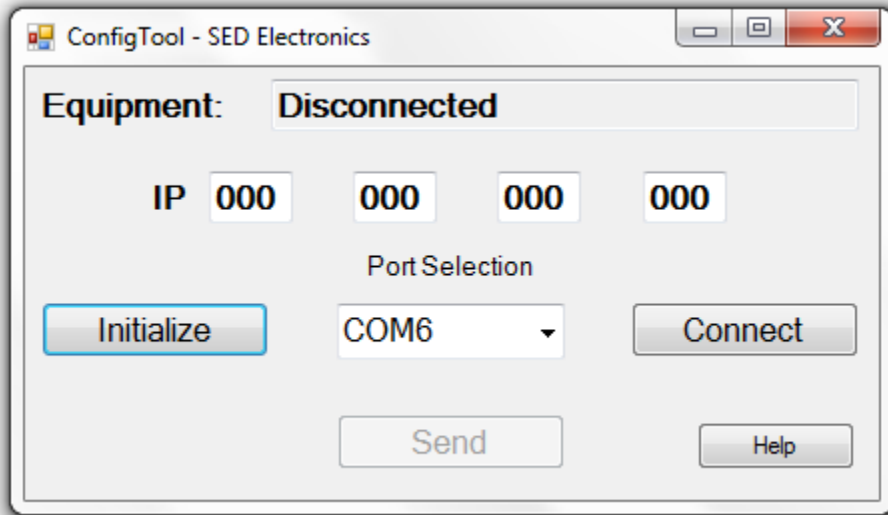 ConfigTool - SED Electronics
Equipment: Disconnected
IP 000 000 000 000
Port Selection
Initialize COM6 Connect
Send Help